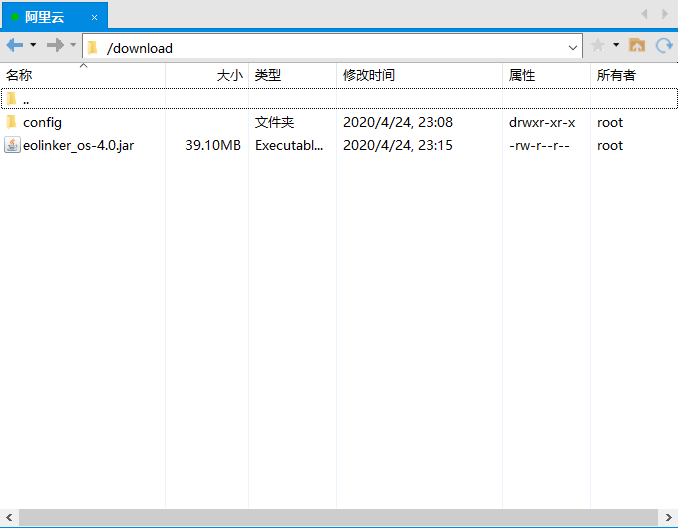 阿里云
/download
名称 大小 类型 修改时间 属性 所有者
..
config 文件夹 2020/4/24, 23:08 drwxr-xr-x root
eolinker_os-4.0.jar 39.10MB Executabl... 2020/4/24, 23:15 -rw-r--r-- root